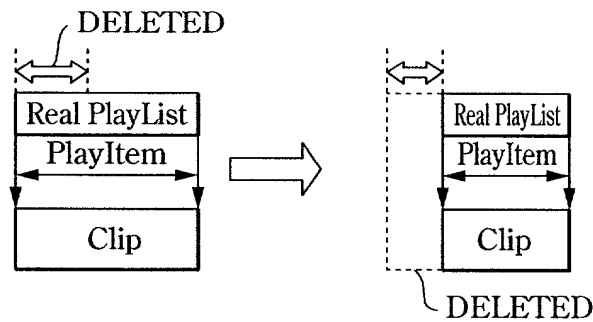 DELETED
Real PlayList
PlayItem
Clip
Real PlayList
PlayItem
Clip
DELETED